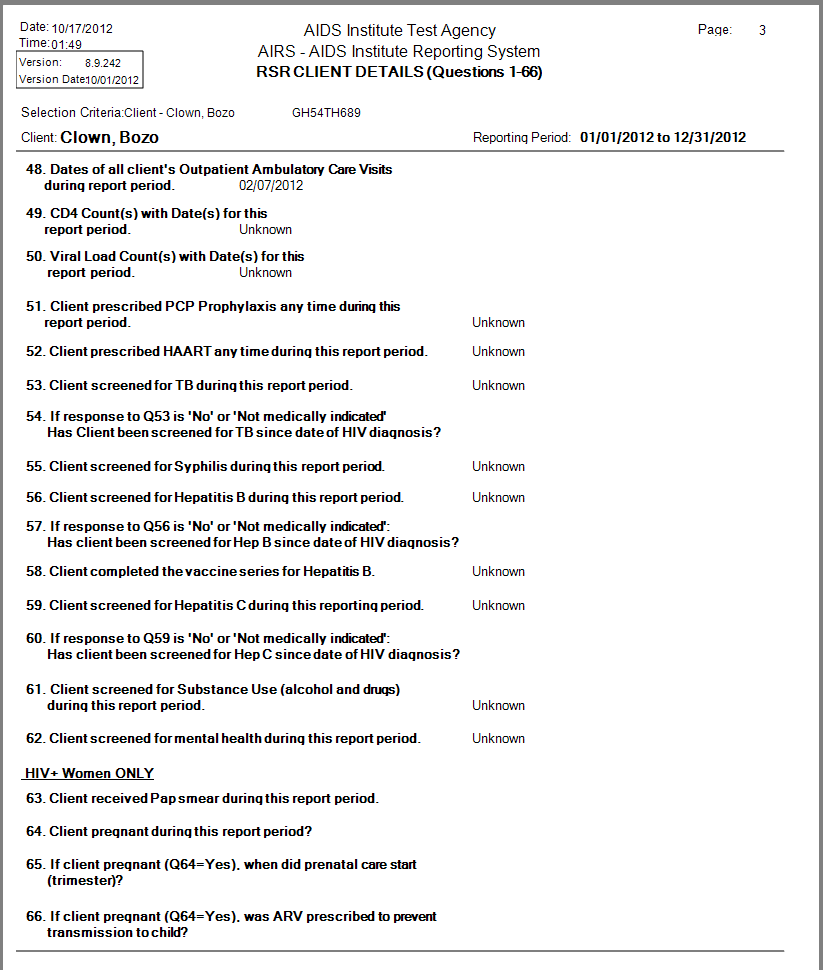 Date: 10/17/2012
AIDS Institute Test Agency
Page: 3
Time: 01:49
AIRS - AIDS Institute Reporting System
Version: 8.9.242
RSR CLIENT DETAILS (Questions 1-66)
Version Date: 10/01/2012
Selection Criteria: Client - Clown, Bozo GH54TH689
Client: Clown, Bozo Reporting Period: 01/01/2012 to 12/31/2012
48. Dates of all client's Outpatient Ambulatory Care Visits
during report period. 02/07/2012
49. CD4 Count(s) with Date(s) for this
report period. Unknown
50. Viral Load Count(s) with Date(s) for this
report period. Unknown
51. Client prescribed PCP Prophylaxis any time during this
report period. Unknown
52. Client prescribed HAART any time during this report period. Unknown
53. Client screened for TB during this report period. Unknown
54. If response to Q53 is 'No' or 'Not medically indicated'
Has Client been screened for TB since date of HIV diagnosis?
55. Client screened for Syphilis during this report period. Unknown
56. Client screened for Hepatitis B during this report period. Unknown
57. If response to Q56 is 'No' or 'Not medically indicated':
Has client been screened for Hep B since date of HIV diagnosis?
58. Client completed the vaccine series for Hepatitis B. Unknown
59. Client screened for Hepatitis C during this reporting period. Unknown
60. If response to Q59 is 'No' or 'Not medically indicated':
Has client been screened for Hep C since date of HIV diagnosis?
61. Client screened for Substance Use (alcohol and drugs)
during this report period. Unknown
62. Client screened for mental health during this report period. Unknown
HIV+ Women ONLY
63. Client received Pap smear during this report period.
64. Client pregnant during this report period?
65. If client pregnant (Q64=Yes), when did prenatal care start
(trimester)?
66. If client pregnant (Q64=Yes), was ARV prescribed to prevent
transmission to child?